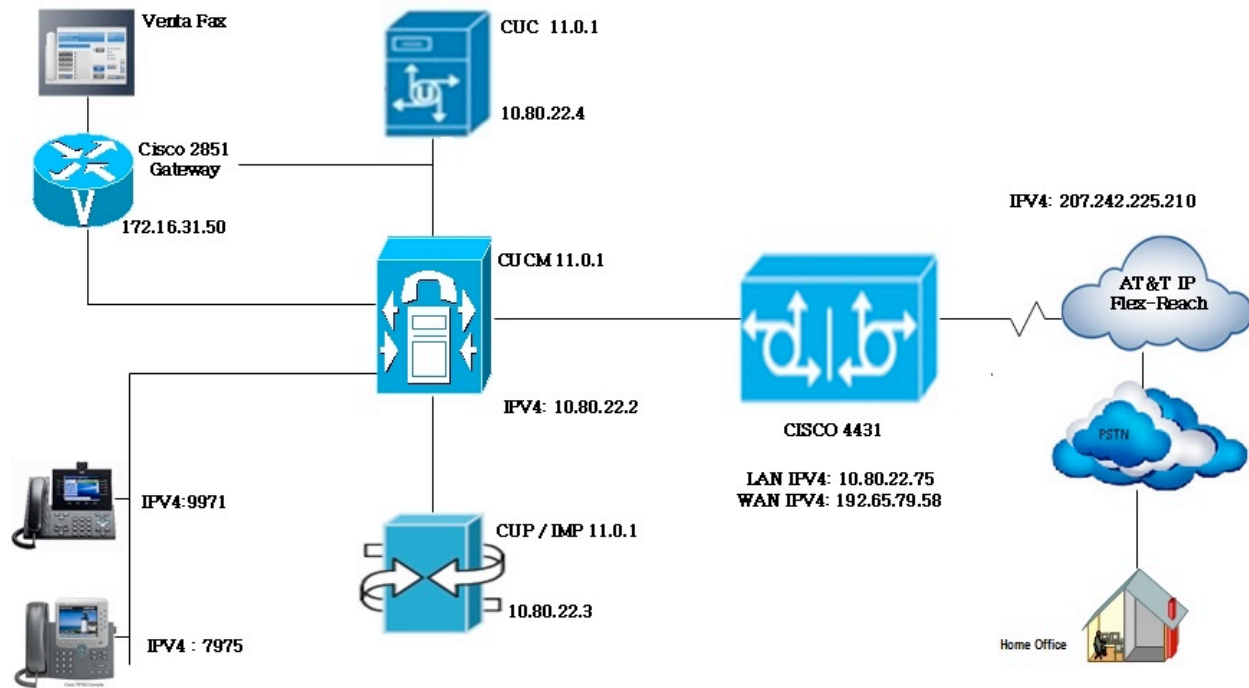 Venta Fax
CUC 11.0.1
10.80.22.4
Cisco 2851
Gateway
172.16.31.50
IPV4: 207.242.225.210
CUCM 11.0.1
AT&T IP
Flex-Reach
IPV4: 10.80.22.2
CISCO 4431
PSTN
LAN IPV4: 10.80.22.75
WAN IPV4: 192.65.79.58
IPV4:9971
CUP / IMP 11.0.1
10.80.22.3
IPV4 : 7975
Home Office